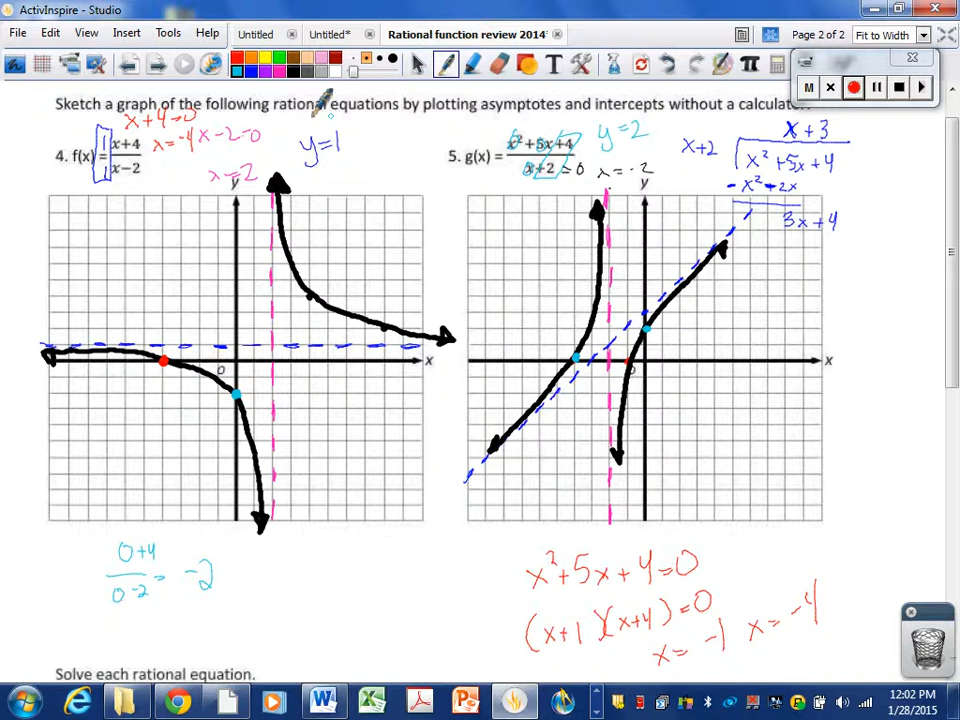 ActivInspire - Studio
File Edit View Insert Tools Help
Untitled Untitled* Rational function review 2014*
Page 2 of 2 Fit to Width
M
Sketch a graph of the following rational equations by plotting asymptotes and intercepts without a calculator.
x+4=0
x=-4
x-2=0
x=2
4. f(x) = x+4/x-2
y=1
5. g(x) = x²+5x+4/x+2
=0
x=-2
y=2
x+3
x+2 x²+5x+4
-x²+2x
3x+4
y
y
x
x
0
0
0+4/0-2 = -2
x²+5x+4=0
(x+1)(x+4)=0
x=-1 x=-4
Solve each rational equation.
12:02 PM
1/28/2015